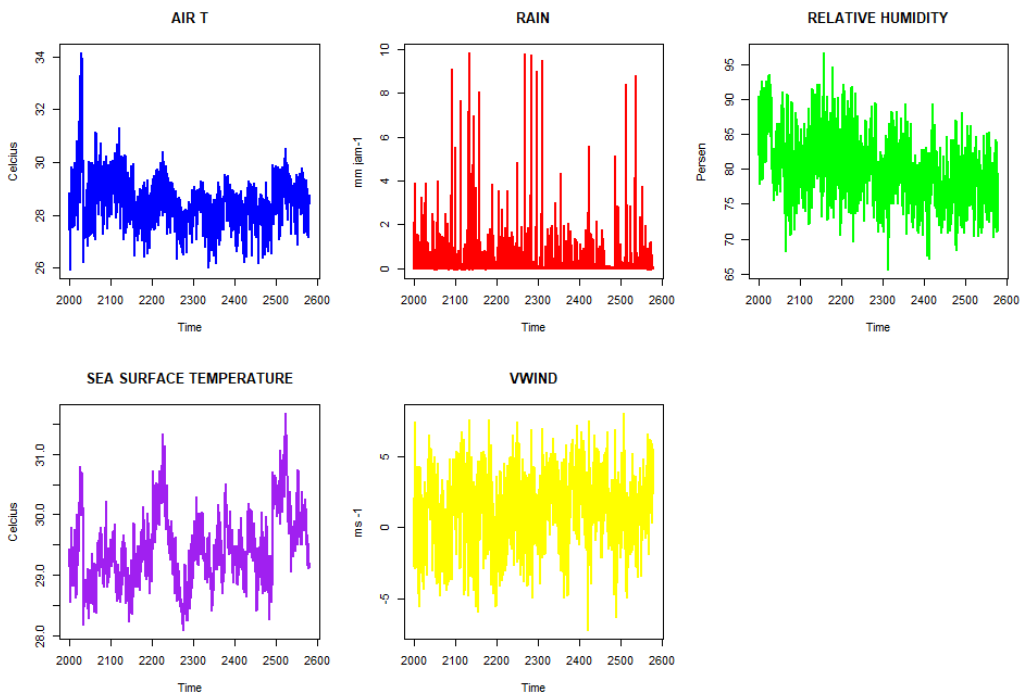 AIR T
Celcius
34
32
30
28
26
2000 2100 2200 2300 2400 2500 2600
Time
RAIN
mm jam-1
10
8
6
4
2
0
2000 2100 2200 2300 2400 2500 2600
Time
RELATIVE HUMIDITY
Persen
95
90
85
80
75
70
65
2000 2100 2200 2300 2400 2500 2600
Time
SEA SURFACE TEMPERATURE
Celcius
31.0
30.0
29.0
28.0
2000 2100 2200 2300 2400 2500 2600
Time
VWIND
ms -1
5
0
-5
2000 2100 2200 2300 2400 2500 2600
Time